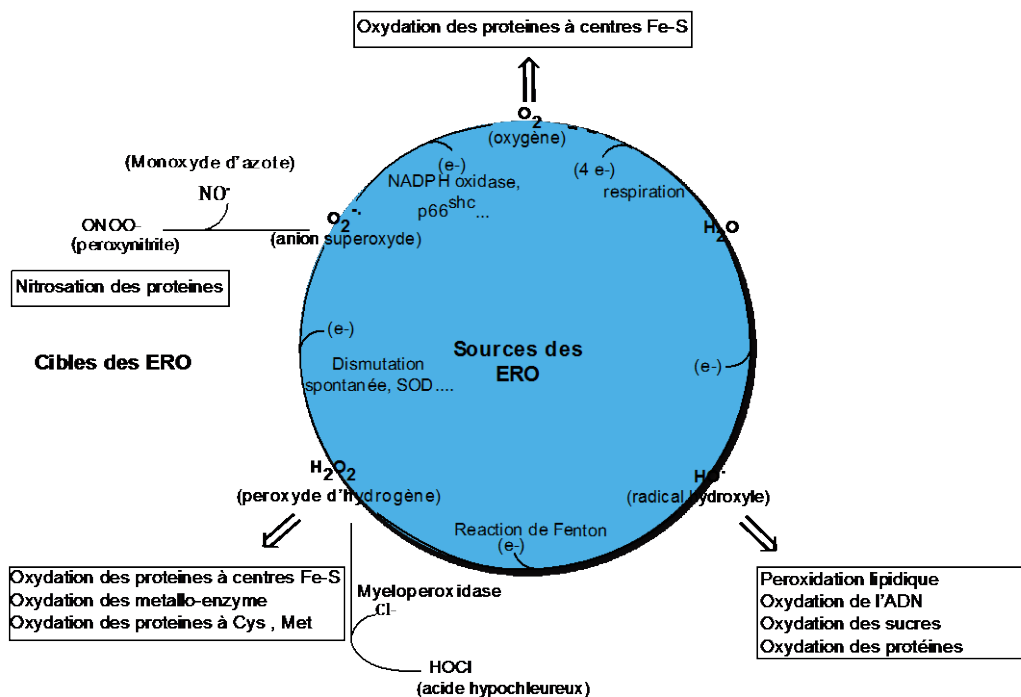 Oxydation des proteines à centres Fe-S
O2
(oxygène)
(e-)
NADPH oxidase,
p66shc...
(4 e-)
respiration
(Monoxyde d'azote)
NO·
ONOO-
(peroxynitrite)
O2·-
(anion superoxyde)
H2O
Nitrosation des proteines
Cibles des ERO
(e-)
Dismutation
spontanée, SOD....
Sources des
ERO
(e-)
H2O2
(peroxyde d'hydrogène)
HO·
(radical hydroxyle)
Reaction de Fenton
(e-)
Oxydation des proteines à centres Fe-S
Oxydation des metallo-enzyme
Oxydation des proteines à Cys , Met
Myeloperoxidase
Cl-
HOCl
(acide hypochleureux)
Peroxidation lipidique
Oxydation de l'ADN
Oxydation des sucres
Oxydation des protéines